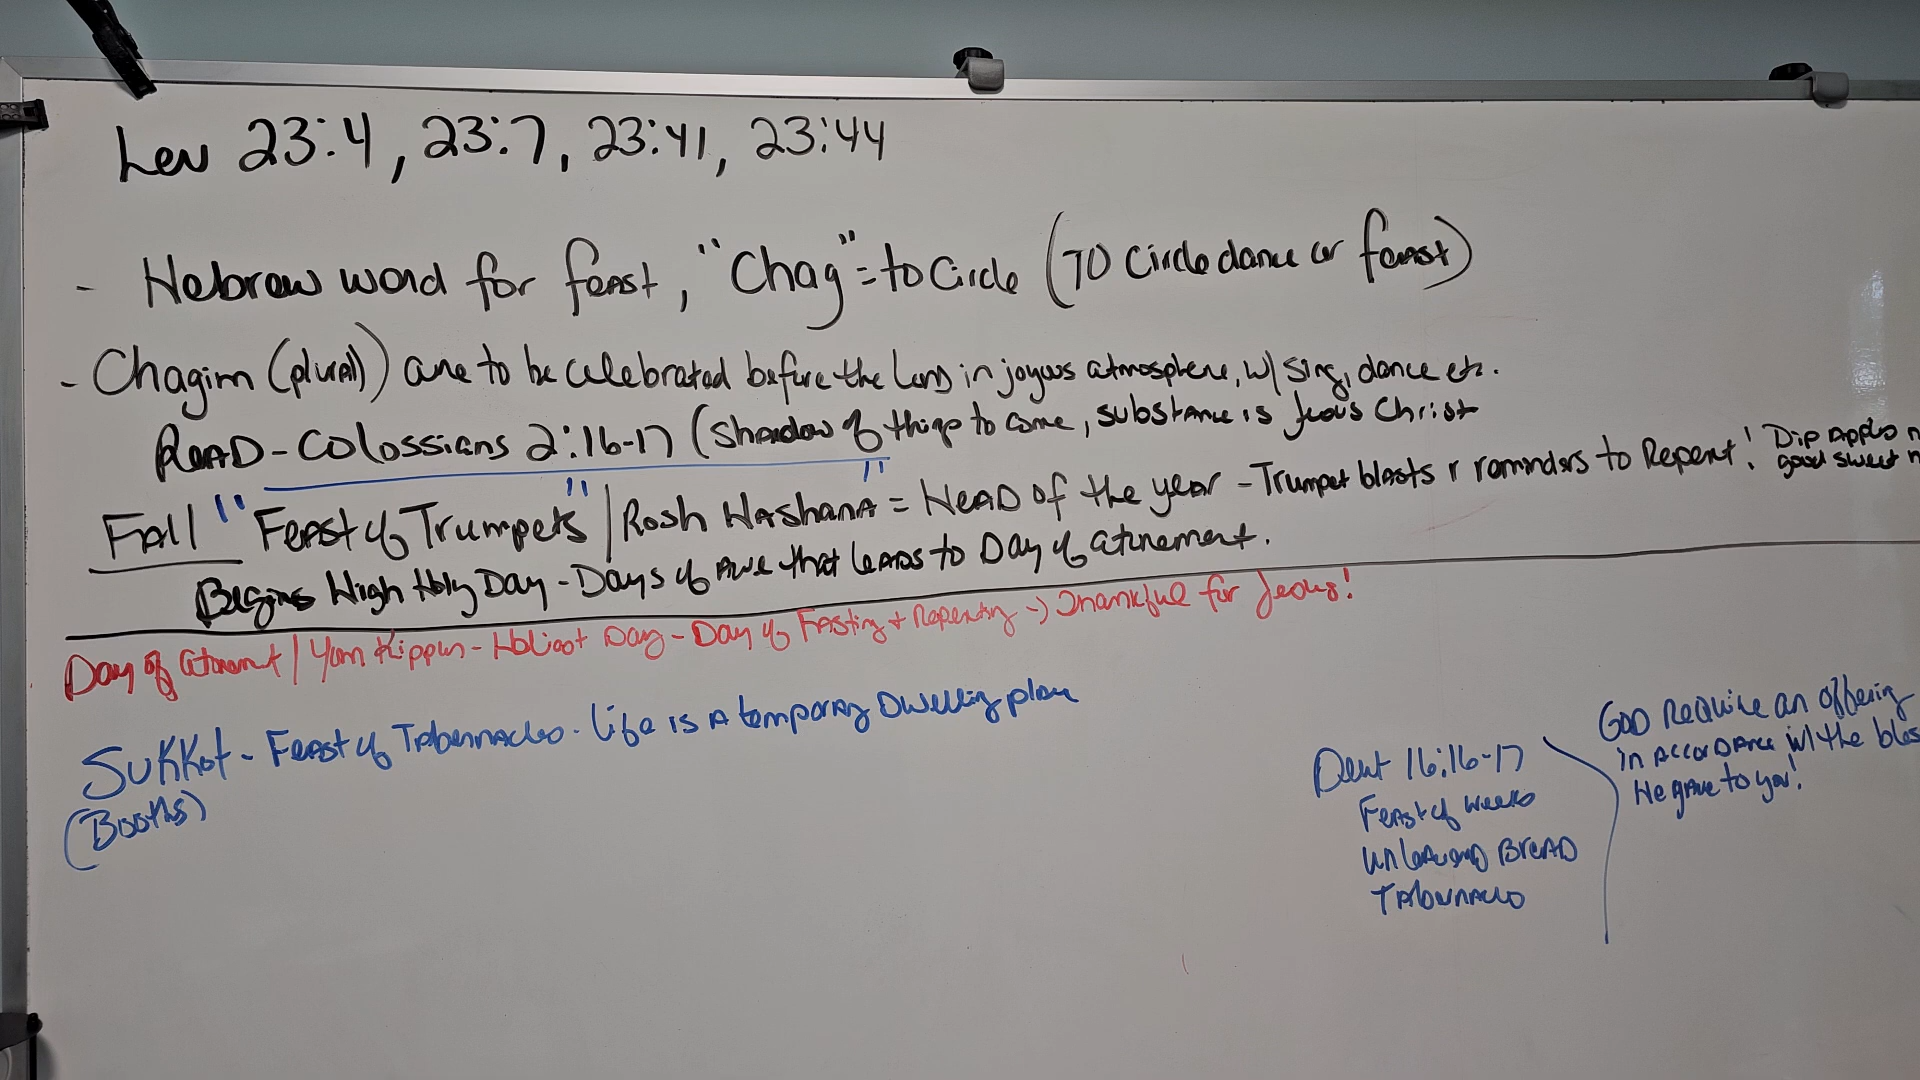 Lev 23:4, 23:7, 23:41, 23:44
- Hebrew word for feast, "Chag" = to Circle (TO Circle dance or feast)
- Chagim (plural) are to be celebrated before the Lord in joyous atmosphere, w/ sing, dance etc.
READ - Colossians 2:16-17 (Shadow of things to come, substance is Jesus Christ
Fall "Feast of Trumpets" | Rosh Hashana" = HEAD of the year - Trumpet blasts r reminders to Repent! Dip Apples
good sweet
Begins High Holy Day - Days of Awe that leads to Day of atonement.
Day of atonement / Yom Kippur - Holiest Day - Day of Fasting + Repenting -> Thankful for Jesus!
Sukkot - Feast of Tabernacles. Life is a temporary Dwelling place
(Booths)
Deut 16:16-17
Feast of weeks
unleavened Bread
Tabernacle
GOD Require an offering
in accordance w/ the bles
He gave to you!